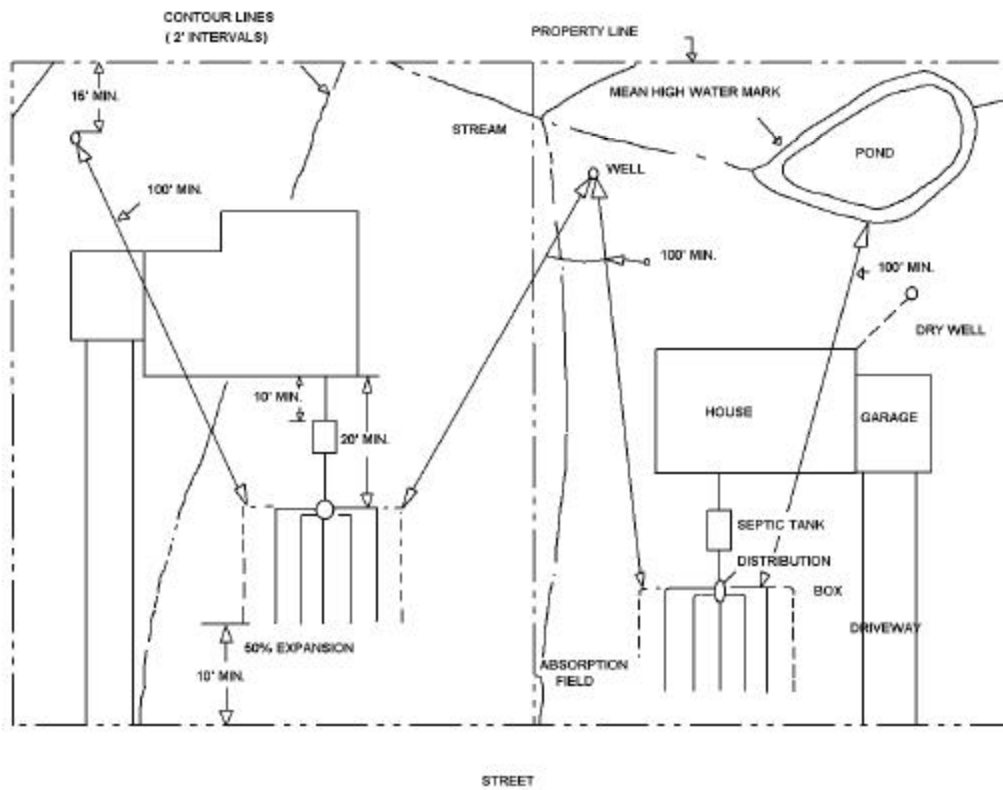 CONTOUR LINES
( 2' INTERVALS)
PROPERTY LINE
15' MIN.
MEAN HIGH WATER MARK
STREAM
POND
WELL
100' MIN.
100' MIN.
100' MIN.
DRY WELL
10' MIN.
HOUSE
GARAGE
20' MIN.
SEPTIC TANK
DISTRIBUTION
BOX
DRIVEWAY
50% EXPANSION
ABSORPTION
FIELD
10' MIN.
STREET